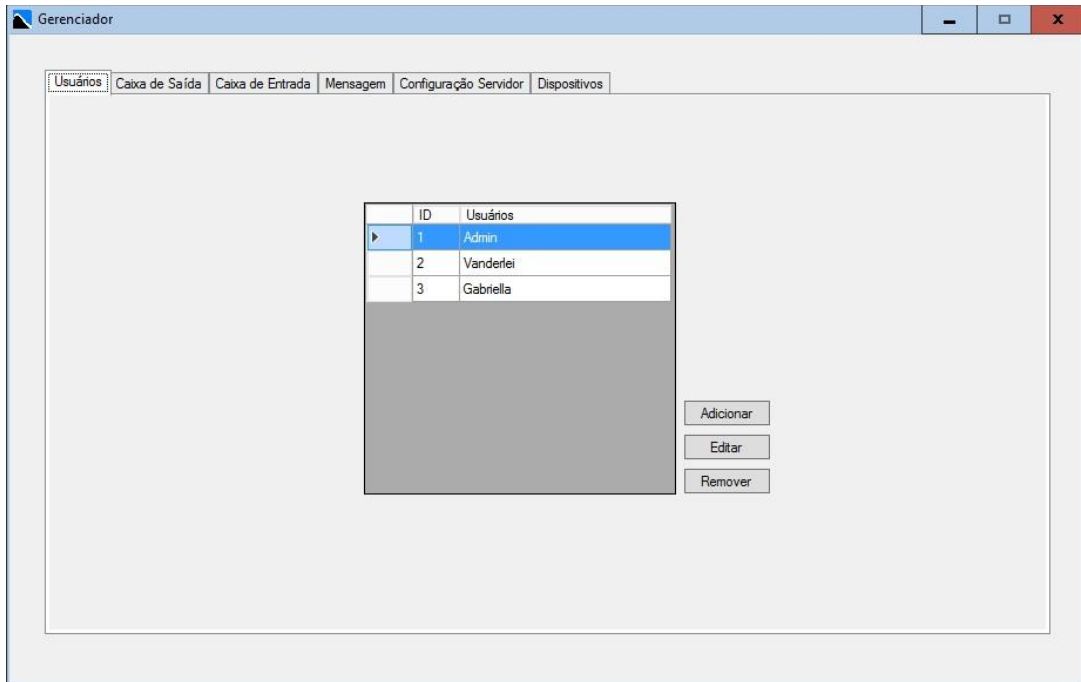 Gerenciador
Usuários Caixa de Saída Caixa de Entrada Mensagem Configuração Servidor Dispositivos
ID Usuários
1 Admin
2 Vanderlei
3 Gabriella
Adicionar
Editar
Remover